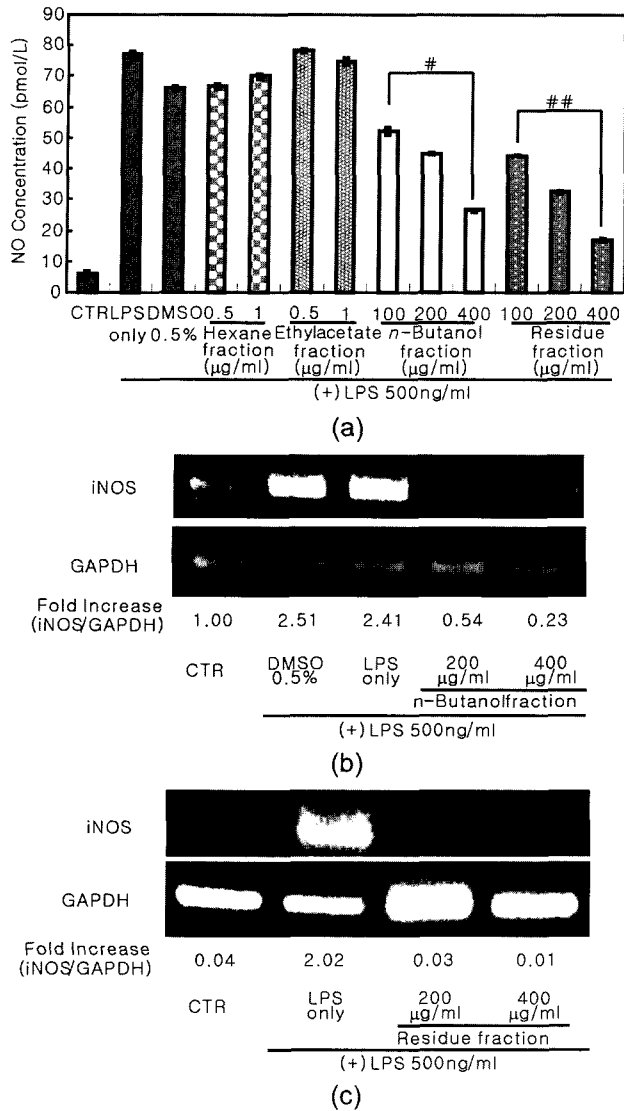 NO Concentration (pmol/L)
90
80
70
60
50
40
30
20
10
0
#
##
CTR LPS DMSO 0.5 1 0.5 1 100 200 400 100 200 400
only 0.5% Hexane Ethylacetate n-Butanol Residue
fraction fraction fraction fraction
(μg/ml) (μg/ml) (μg/ml) (μg/ml)
(+) LPS 500ng/ml
(a)
iNOS
GAPDH
Fold Increase
(iNOS/GAPDH) 1.00 2.51 2.41 0.54 0.23
CTR DMSO LPS 200 400
0.5% only μg/ml μg/ml
n-Butanolfraction
(+) LPS 500ng/ml
(b)
iNOS
GAPDH
Fold Increase
(iNOS/GAPDH) 0.04 2.02 0.03 0.01
CTR LPS 200 400
only μg/ml μg/ml
Residue fraction
(+) LPS 500ng/ml
(c)